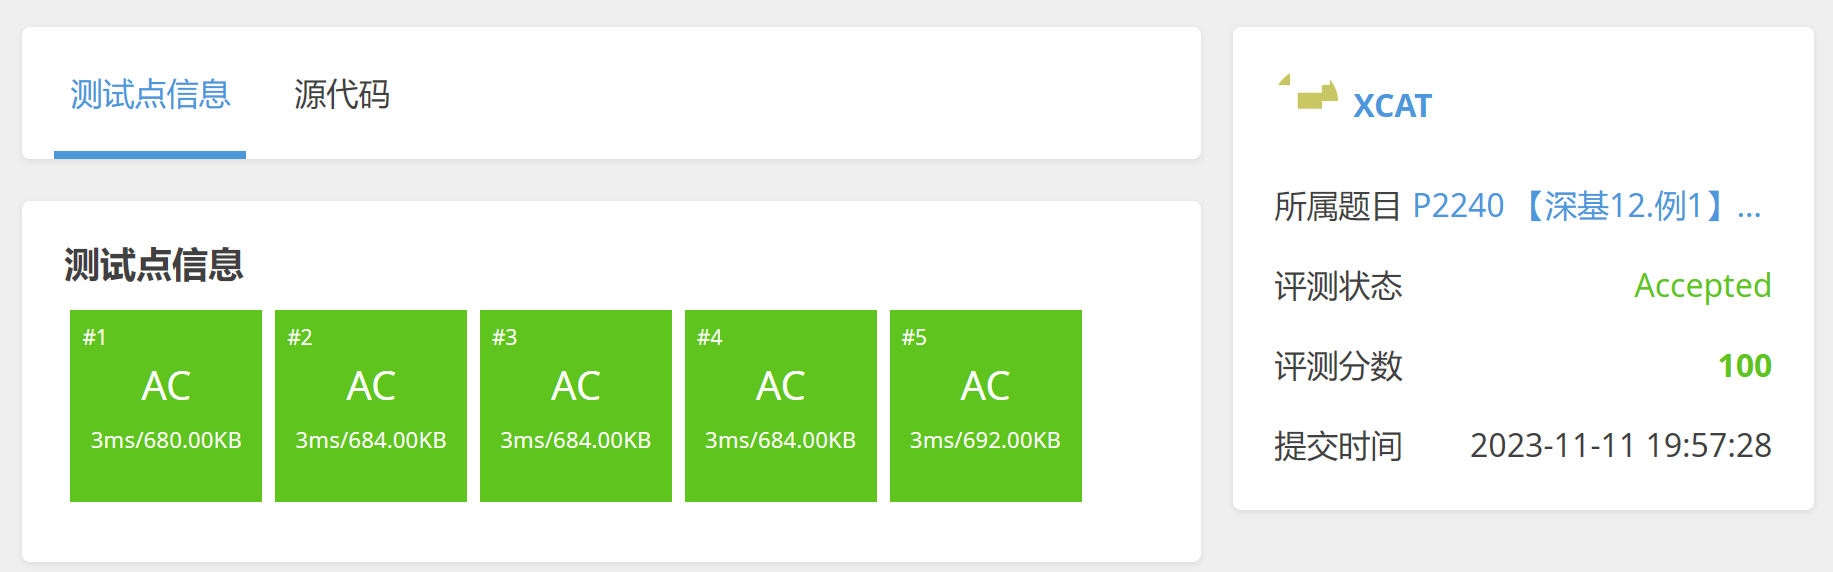 测试点信息 源代码
测试点信息
#1
AC
3ms/680.00KB
#2
AC
3ms/684.00KB
#3
AC
3ms/684.00KB
#4
AC
3ms/684.00KB
#5
AC
3ms/692.00KB
XCAT
所属题目 P2240 【深基12.例1】...
评测状态 Accepted
评测分数 100
提交时间 2023-11-11 19:57:28